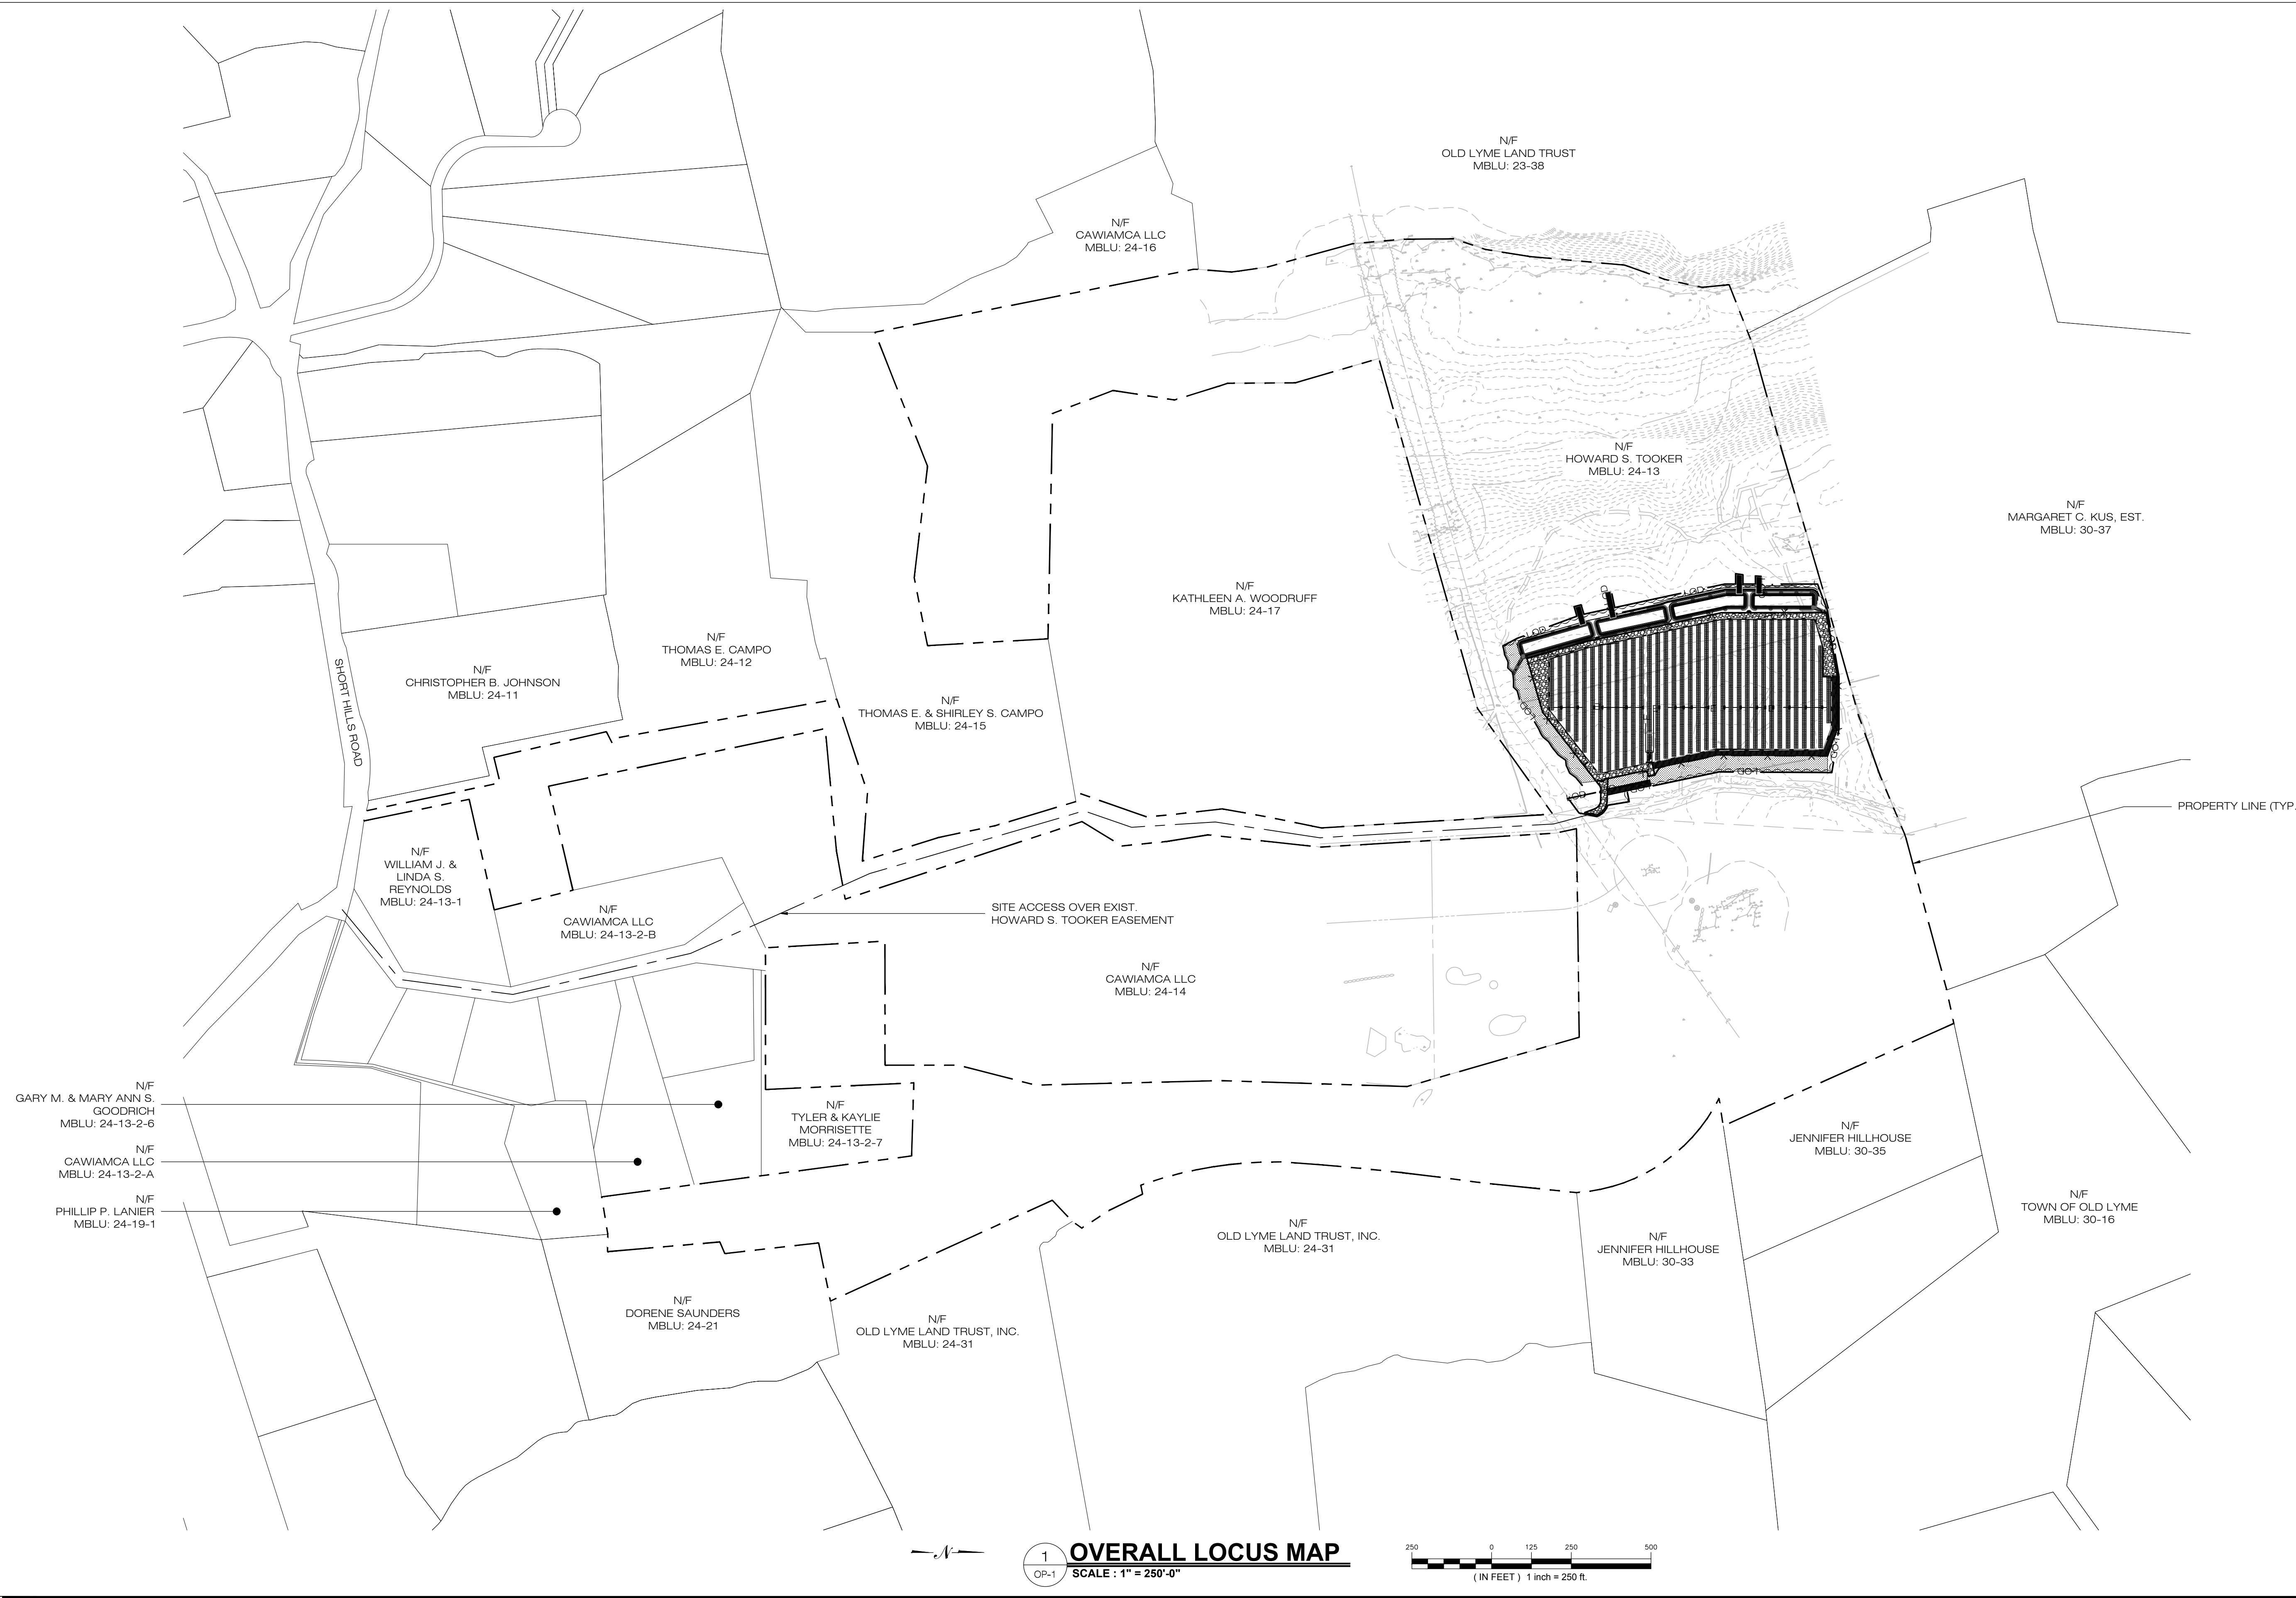 N/F
OLD LYME LAND TRUST
MBLU: 23-38
N/F
CAWIAMCA LLC
MBLU: 24-16
N/F
HOWARD S. TOOKER
MBLU: 24-13
N/F
MARGARET C. KUS, EST.
MBLU: 30-37
N/F
KATHLEEN A. WOODRUFF
MBLU: 24-17
N/F
THOMAS E. CAMPO
MBLU: 24-12
N/F
CHRISTOPHER B. JOHNSON
MBLU: 24-11
SHORT HILLS ROAD
N/F
THOMAS E. & SHIRLEY S. CAMPO
MBLU: 24-15
LOD
LOD
LOD
LOD
PROPERTY LINE (TYP.
N/F
WILLIAM J. &
LINDA S.
REYNOLDS
MBLU: 24-13-1
N/F
CAWIAMCA LLC
MBLU: 24-13-2-B
SITE ACCESS OVER EXIST.
HOWARD S. TOOKER EASEMENT
N/F
CAWIAMCA LLC
MBLU: 24-14
N/F
GARY M. & MARY ANN S.
GOODRICH
MBLU: 24-13-2-6
N/F
CAWIAMCA LLC
MBLU: 24-13-2-A
N/F
PHILLIP P. LANIER
MBLU: 24-19-1
N/F
TYLER & KAYLIE
MORRISETTE
MBLU: 24-13-2-7
N/F
JENNIFER HILLHOUSE
MBLU: 30-35
N/F
TOWN OF OLD LYME
MBLU: 30-16
N/F
OLD LYME LAND TRUST, INC.
MBLU: 24-31
N/F
JENNIFER HILLHOUSE
MBLU: 30-33
N/F
DORENE SAUNDERS
MBLU: 24-21
N/F
OLD LYME LAND TRUST, INC.
MBLU: 24-31
N
1
OP-1
OVERALL LOCUS MAP
SCALE : 1" = 250'-0"
250 0 125 250 500
( IN FEET ) 1 inch = 250 ft.